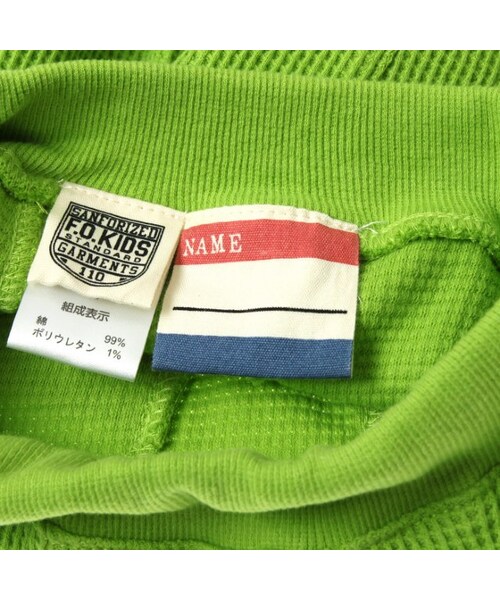 SANFORIZED
F.O.KIDS
STANDARD
GARMENTS
110
組成表示
綿 99%
ポリウレタン 1%
NAME